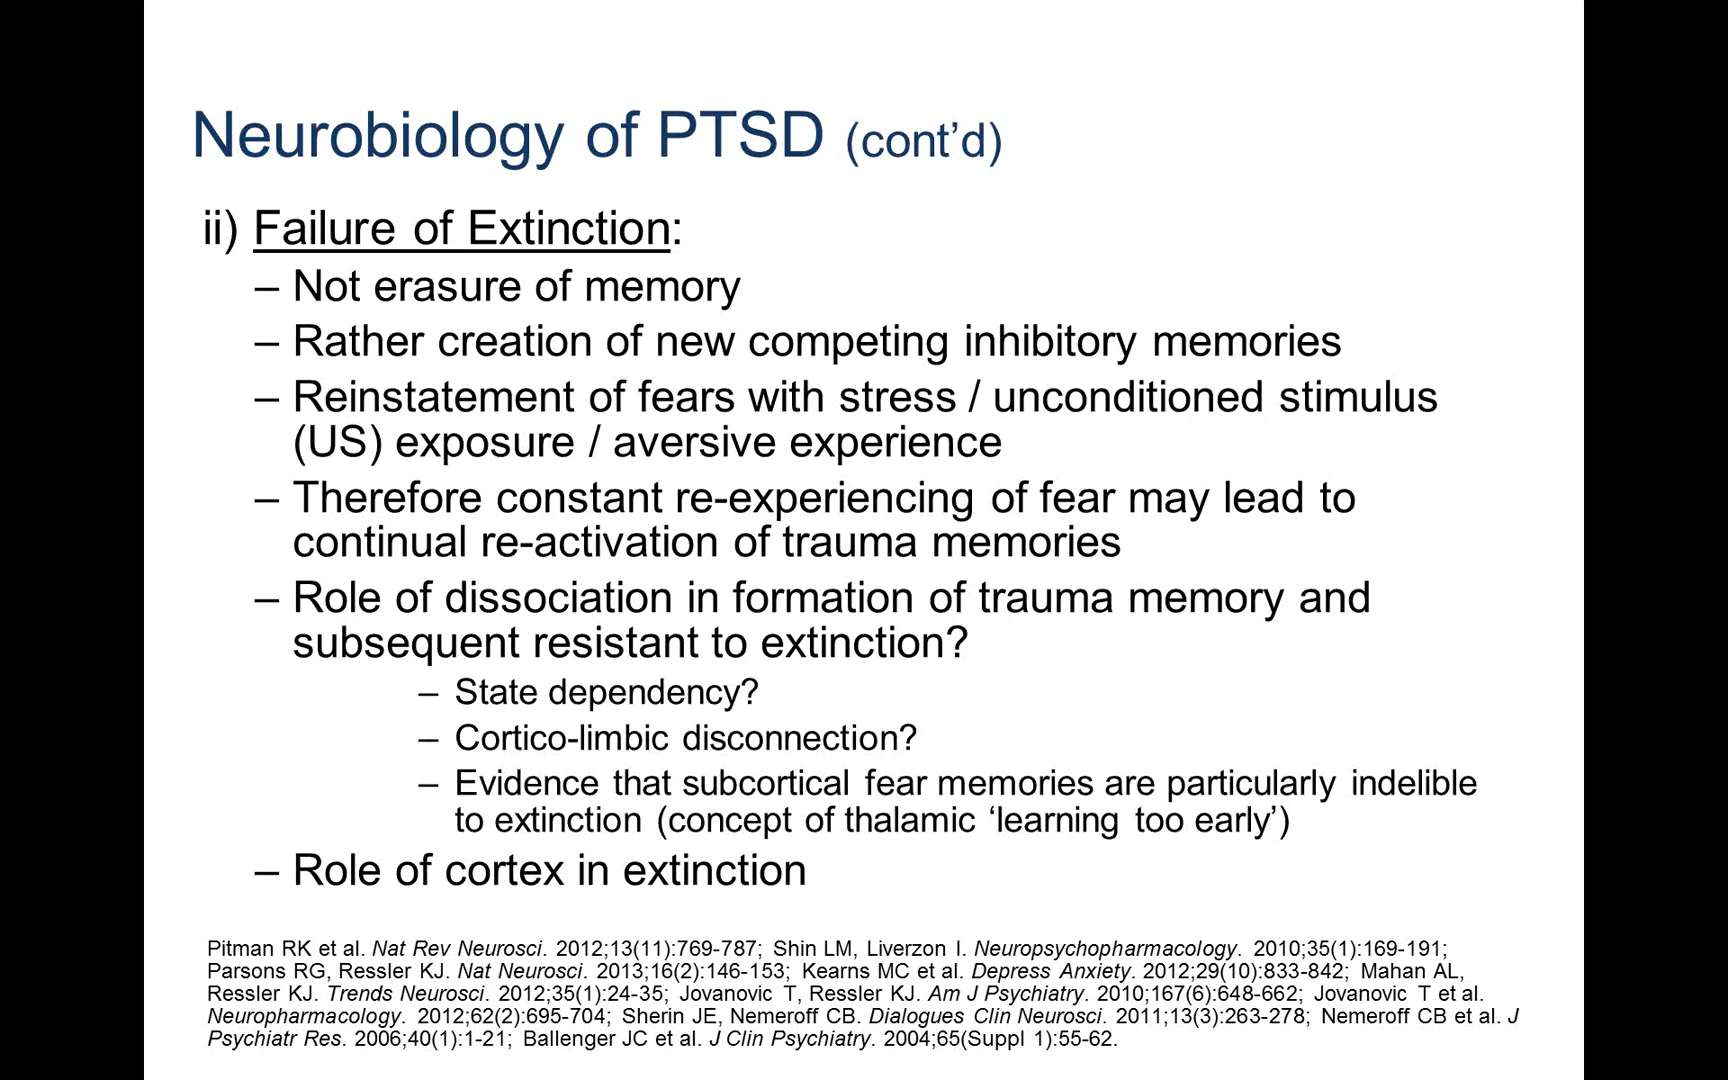 Neurobiology of PTSD (cont’d)
ii) Failure of Extinction:
– Not erasure of memory
– Rather creation of new competing inhibitory memories
– Reinstatement of fears with stress / unconditioned stimulus
(US) exposure / aversive experience
– Therefore constant re-experiencing of fear may lead to
continual re-activation of trauma memories
– Role of dissociation in formation of trauma memory and
subsequent resistant to extinction?
– State dependency?
– Cortico-limbic disconnection?
– Evidence that subcortical fear memories are particularly indelible
to extinction (concept of thalamic ‘learning too early’)
– Role of cortex in extinction
Pitman RK et al. Nat Rev Neurosci. 2012;13(11):769-787; Shin LM, Liverzon I. Neuropsychopharmacology. 2010;35(1):169-191;
Parsons RG, Ressler KJ. Nat Neurosci. 2013;16(2):146-153; Kearns MC et al. Depress Anxiety. 2012;29(10):833-842; Mahan AL,
Ressler KJ. Trends Neurosci. 2012;35(1):24-35; Jovanovic T, Ressler KJ. Am J Psychiatry. 2010;167(6):648-662; Jovanovic T et al.
Neuropharmacology. 2012;62(2):695-704; Sherin JE, Nemeroff CB. Dialogues Clin Neurosci. 2011;13(3):263-278; Nemeroff CB et al. J
Psychiatr Res. 2006;40(1):1-21; Ballenger JC et al. J Clin Psychiatry. 2004;65(Suppl 1):55-62.